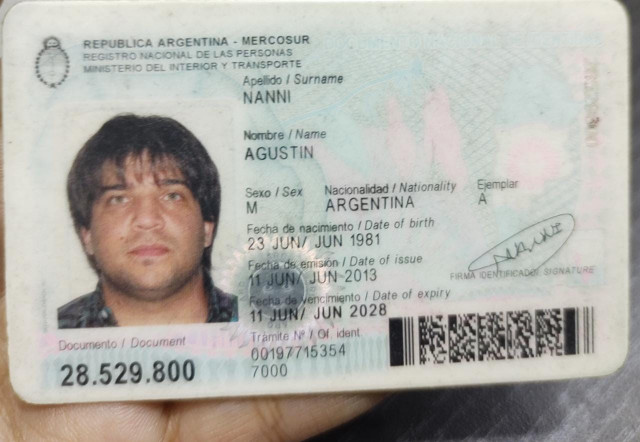 REPUBLICA ARGENTINA - MERCOSUR
REGISTRO NACIONAL DE LAS PERSONAS
MINISTERIO DEL INTERIOR Y TRANSPORTE
Apellido / Surname
NANNI
Nombre / Name
AGUSTIN
Sexo / Sex Nacionalidad / Nationality Ejemplar
M ARGENTINA A
Fecha de nacimiento / Date of birth
23 JUN/ JUN 1981
Fecha de emisión / Date of issue
11 JUN/ JUN 2013
FIRMA IDENTIFICADO/ SIGNATURE
Fecha de vencimiento / Date of expiry
11 JUN/ JUN 2028
Documento / Document
28.529.800
Trámite Nº / Of. ident.
00197715354
7000